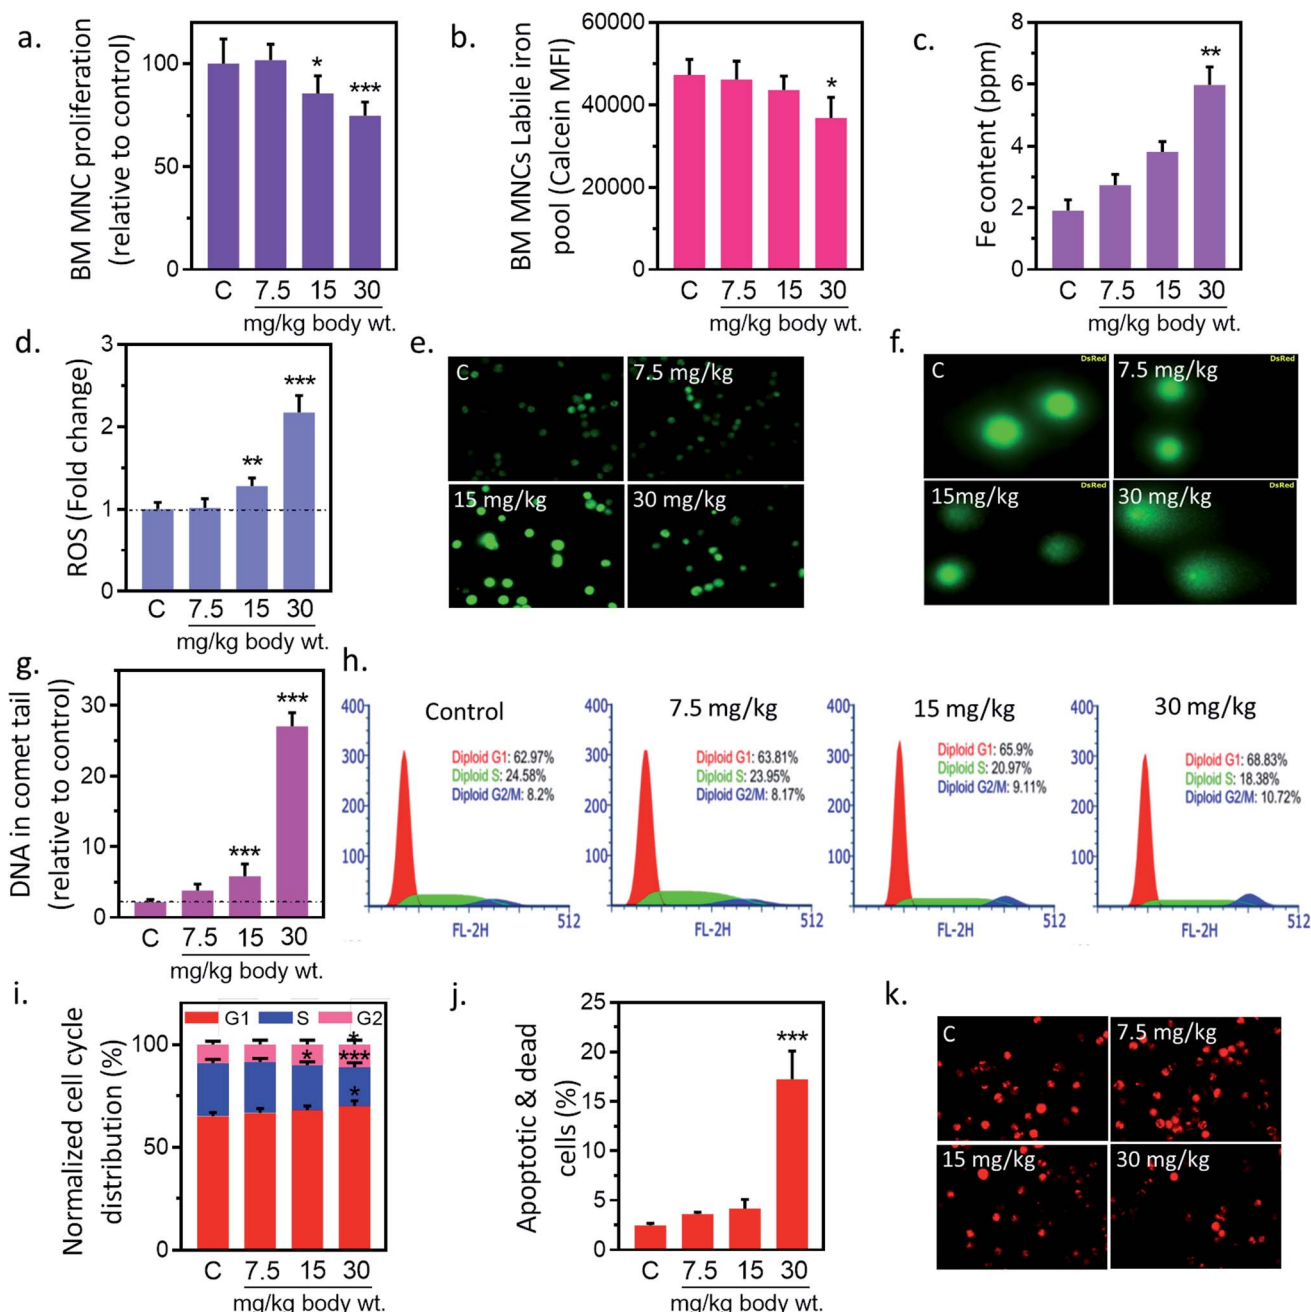 a.
BM MNC proliferation
(relative to control)
100
50
0
*
***
C 7.5 15 30
mg/kg body wt.
b.
BM MNCs Labile iron
pool (Calcein MFI)
60000
40000
20000
0
*
C 7.5 15 30
mg/kg body wt.
c.
Fe content (ppm)
8
6
4
2
0
**
C 7.5 15 30
mg/kg body wt.
d.
ROS (Fold change)
3
2
1
0
**
***
C 7.5 15 30
mg/kg body wt.
e.
C
7.5 mg/kg
15 mg/kg
30 mg/kg
f.
C
DsRed
7.5 mg/kg
DsRed
15mg/kg
DsRed
30 mg/kg
DsRed
g.
DNA in comet tail
(relative to control)
30
20
10
0
***
***
C 7.5 15 30
mg/kg body wt.
h.
Control
400
300
200
100
Diploid G1: 62.97%
Diploid S: 24.58%
Diploid G2/M: 8.2%
FL-2H
512
7.5 mg/kg
400
300
200
100
Diploid G1: 63.81%
Diploid S: 23.95%
Diploid G2/M: 8.17%
FL-2H
512
15 mg/kg
400
300
200
100
Diploid G1: 65.9%
Diploid S: 20.97%
Diploid G2/M: 9.11%
FL-2H
512
30 mg/kg
400
300
200
100
Diploid G1: 68.83%
Diploid S: 18.38%
Diploid G2/M: 10.72%
FL-2H
512
i.
Normalized cell cycle
distribution (%)
G1 S G2
100
50
0
*
*
***
*
C 7.5 15 30
mg/kg body wt.
j.
Apoptotic & dead
cells (%)
25
20
15
10
5
0
***
C 7.5 15 30
mg/kg body wt.
k.
C
7.5 mg/kg
15 mg/kg
30 mg/kg